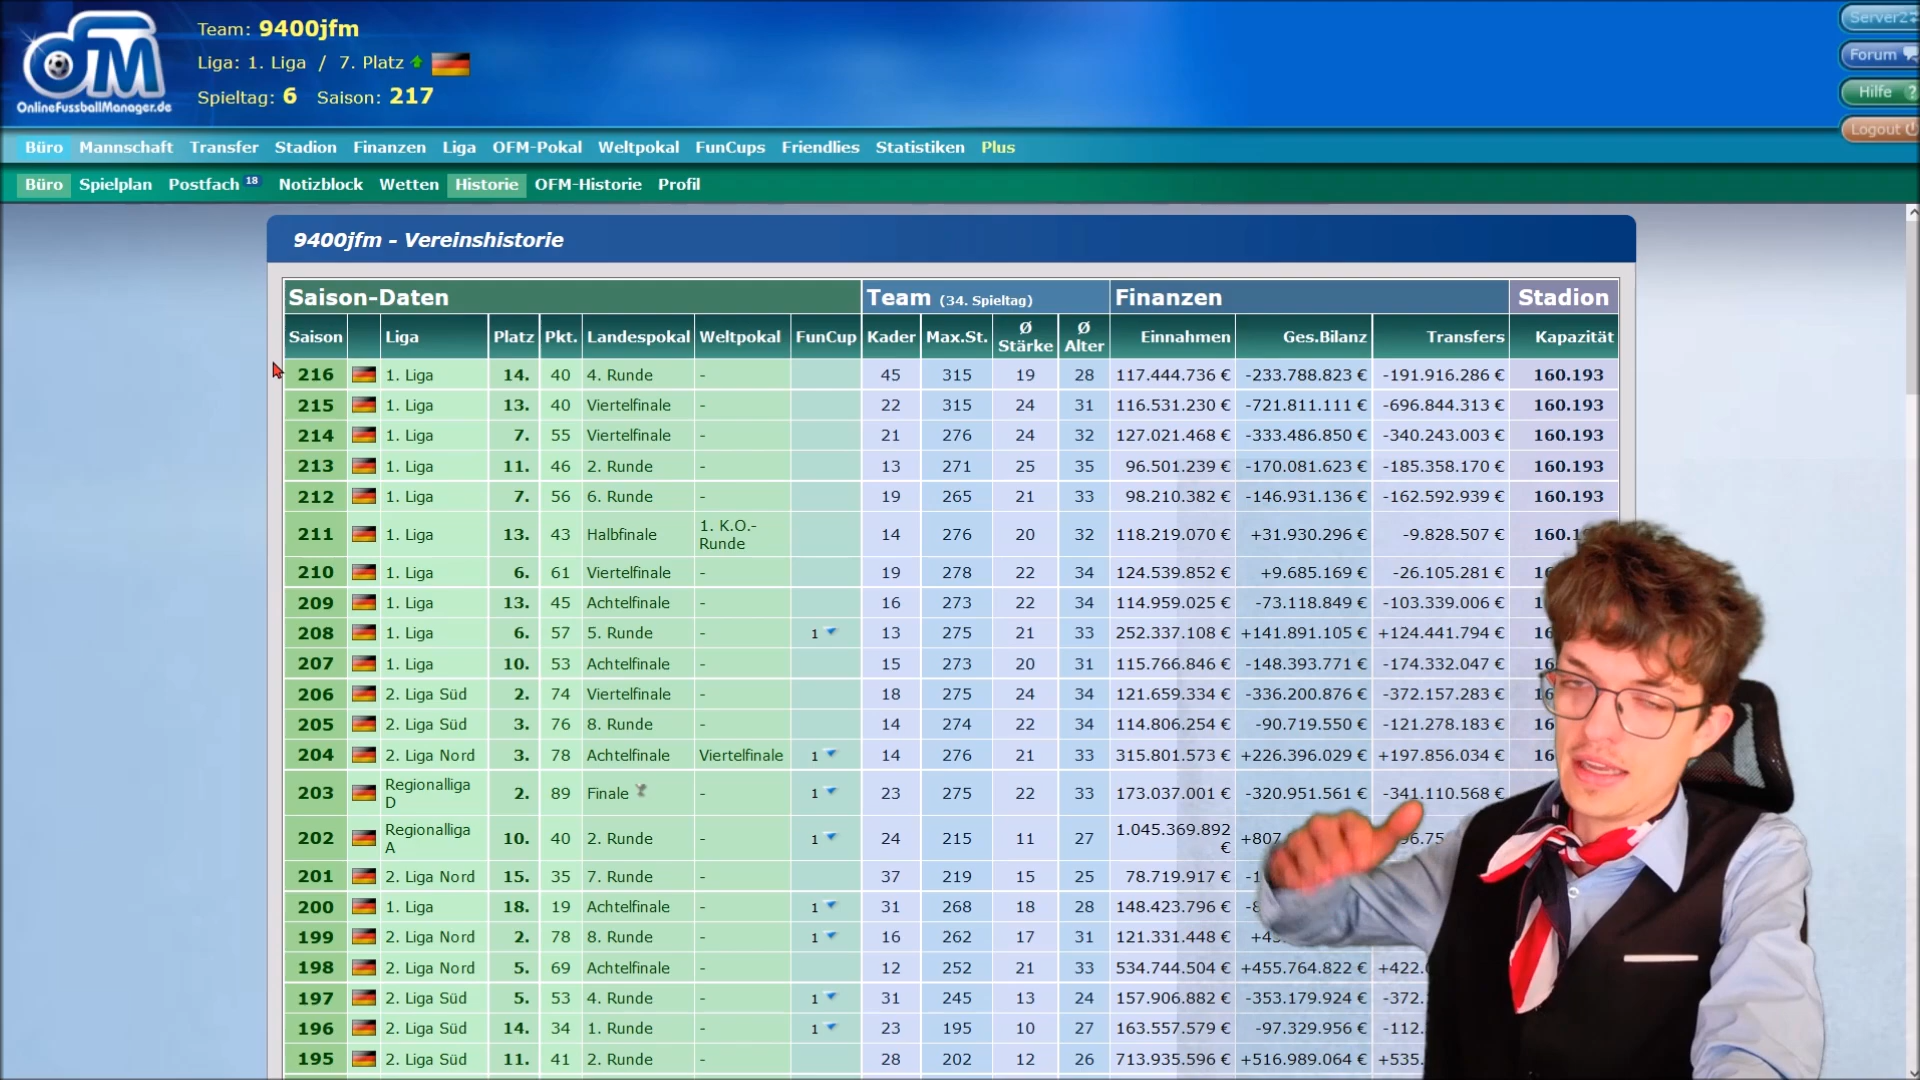 OFM
OnlineFussballManager.de
Team: 9400jfm
Liga: 1. Liga / 7. Platz
Spieltag: 6 Saison: 217
Server2
Forum
Hilfe ?
Logout
Büro Mannschaft Transfer Stadion Finanzen Liga OFM-Pokal Weltpokal FunCups Friendlies Statistiken Plus
Büro Spielplan Postfach 18 Notizblock Wetten Historie OFM-Historie Profil
9400jfm - Vereinshistorie
Saison-Daten Team (34. Spieltag) Finanzen Stadion
Saison Liga Platz Pkt. Landespokal Weltpokal FunCup Kader Max.St. Ø Stärke Ø Alter Einnahmen Ges.Bilanz Transfers Kapazität
216 1. Liga 14. 40 4. Runde - 45 315 19 28 117.444.736 € -233.788.823 € -191.916.286 € 160.193
215 1. Liga 13. 40 Viertelfinale - 22 315 24 31 116.531.230 € -721.811.111 € -696.844.313 € 160.193
214 1. Liga 7. 55 Viertelfinale - 21 276 24 32 127.021.468 € -333.486.850 € -340.243.003 € 160.193
213 1. Liga 11. 46 2. Runde - 13 271 25 35 96.501.239 € -170.081.623 € -185.358.170 € 160.193
212 1. Liga 7. 56 6. Runde - 19 265 21 33 98.210.382 € -146.931.136 € -162.592.939 € 160.193
211 1. Liga 13. 43 Halbfinale 1. K.O.-Runde 14 276 20 32 118.219.070 € +31.930.296 € -9.828.507 €
210 1. Liga 6. 61 Viertelfinale - 19 278 22 34 124.539.852 € +9.685.169 € -26.105.281 €
209 1. Liga 13. 45 Achtelfinale - 16 273 22 34 114.959.025 € -73.118.849 € -103.339.006 €
208 1. Liga 6. 57 5. Runde - 1 13 275 21 33 252.337.108 € +141.891.105 € +124.441.794 €
207 1. Liga 10. 53 Achtelfinale - 15 273 20 31 115.766.846 € -148.393.771 € -174.332.047 €
206 2. Liga Süd 2. 74 Viertelfinale - 18 275 24 34 121.659.334 € -336.200.876 € -372.157.283 €
205 2. Liga Süd 3. 76 8. Runde - 14 274 22 34 114.806.254 € -90.719.550 € -121.278.183 €
204 2. Liga Nord 3. 78 Achtelfinale Viertelfinale 1 14 276 21 33 315.801.573 € +226.396.029 € +197.856.034 €
203 Regionalliga D 2. 89 Finale - 1 23 275 22 33 173.037.001 € -320.951.561 € -341.110.568 €
202 Regionalliga A 10. 40 2. Runde - 1 24 215 11 27 1.045.369.892 € +807
201 2. Liga Nord 15. 35 7. Runde - 37 219 15 25 78.719.917 €
200 1. Liga 18. 19 Achtelfinale - 1 31 268 18 28 148.423.796 €
199 2. Liga Nord 2. 78 8. Runde - 1 16 262 17 31 121.331.448 €
198 2. Liga Nord 5. 69 Achtelfinale - 12 252 21 33 534.744.504 € +455.764.822 € +422.
197 2. Liga Süd 5. 53 4. Runde - 1 31 245 13 24 157.906.882 € -353.179.924 € -372.
196 2. Liga Süd 14. 34 1. Runde - 1 23 195 10 27 163.557.579 € -97.329.956 € -112.
195 2. Liga Süd 11. 41 2. Runde - 28 202 12 26 713.935.596 € +516.989.064 € +535.